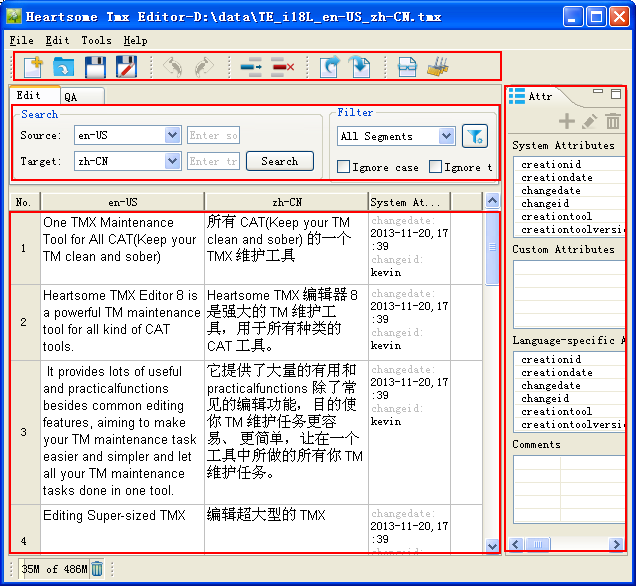 Heartsome Tmx Editor-D:\data\TE_i18L_en-US_zh-CN.tmx
File Edit Tools Help
Edit QA
Search
Source: en-US Enter so
Target: zh-CN Enter tr Search
Filter
All Segments
Ignore case Ignore t
No. en-US zh-CN System At...
1
One TMX Maintenance
Tool for All CAT(Keep your
TM clean and sober)
所有 CAT(Keep your TM
clean and sober) 的一个
TMX 维护工具
changedate:
2013-11-20,17
:39
changeid:
kevin
2
Heartsome TMX Editor 8 is
a powerful TM maintenance
tool for all kind of CAT
tools.
Heartsome TMX 编辑器 8
是强大的 TM 维护工
具，用于所有种类的
CAT 工具。
changedate:
2013-11-20,17
:39
changeid:
kevin
3
It provides lots of useful
and practicalfunctions
besides common editing
features, aiming to make
your TM maintenance task
easier and simpler and let
all your TM maintenance
tasks done in one tool.
它提供了大量的有用和
practicalfunctions 除了常
见的编辑功能，目的使
你 TM 维护任务更容
易、更简单，让在一个
工具中所做的所有你 TM
维护任务。
changedate:
2013-11-20,17
:39
changeid:
kevin
4
Editing Super-sized TMX
编辑超大型的 TMX
changedate:
2013-11-20,17
:39
Attr
System Attributes
creationid
creationdate
changedate
changeid
creationtool
creationtoolversio
Custom Attributes
Language-specific A
creationid
creationdate
changedate
changeid
creationtool
creationtoolversio
Comments
35M of 486M